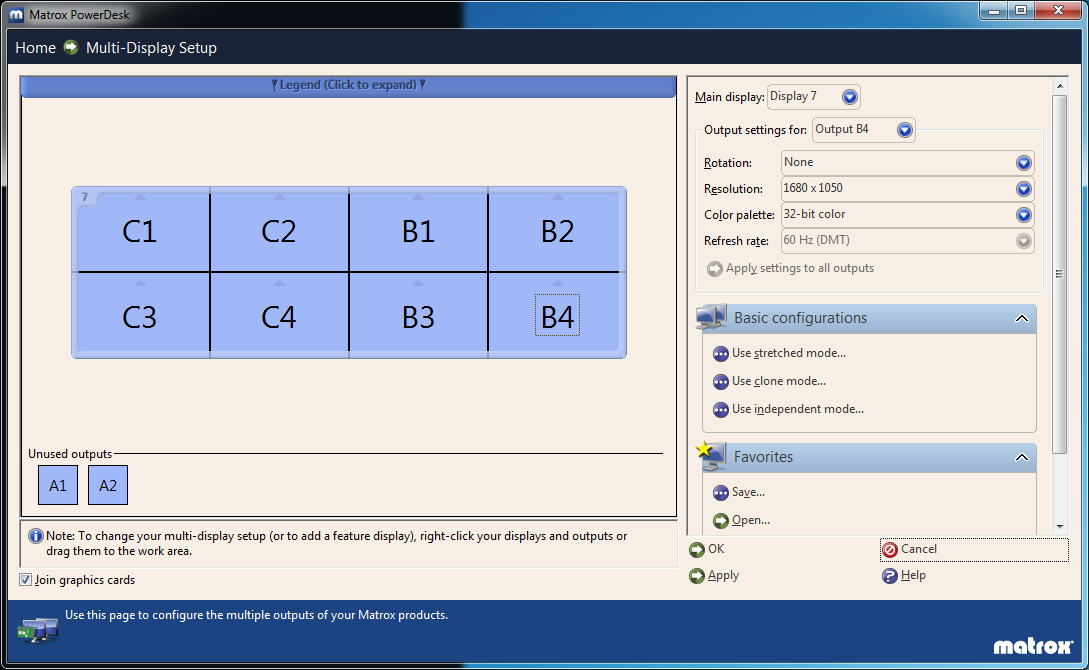 Matrox PowerDesk
Home Multi-Display Setup
Legend (Click to expand)
7
C1 C2 B1 B2
C3 C4 B3 B4
Unused outputs
A1 A2
Note: To change your multi-display setup (or to add a feature display), right-click your displays and outputs or
drag them to the work area.
Join graphics cards
Main display: Display 7
Output settings for: Output B4
Rotation: None
Resolution: 1680 x 1050
Color palette: 32-bit color
Refresh rate: 60 Hz (DMT)
Apply settings to all outputs
Basic configurations
Use stretched mode...
Use clone mode...
Use independent mode...
Favorites
Save...
Open...
OK Cancel
Apply Help
Use this page to configure the multiple outputs of your Matrox products.
matrox